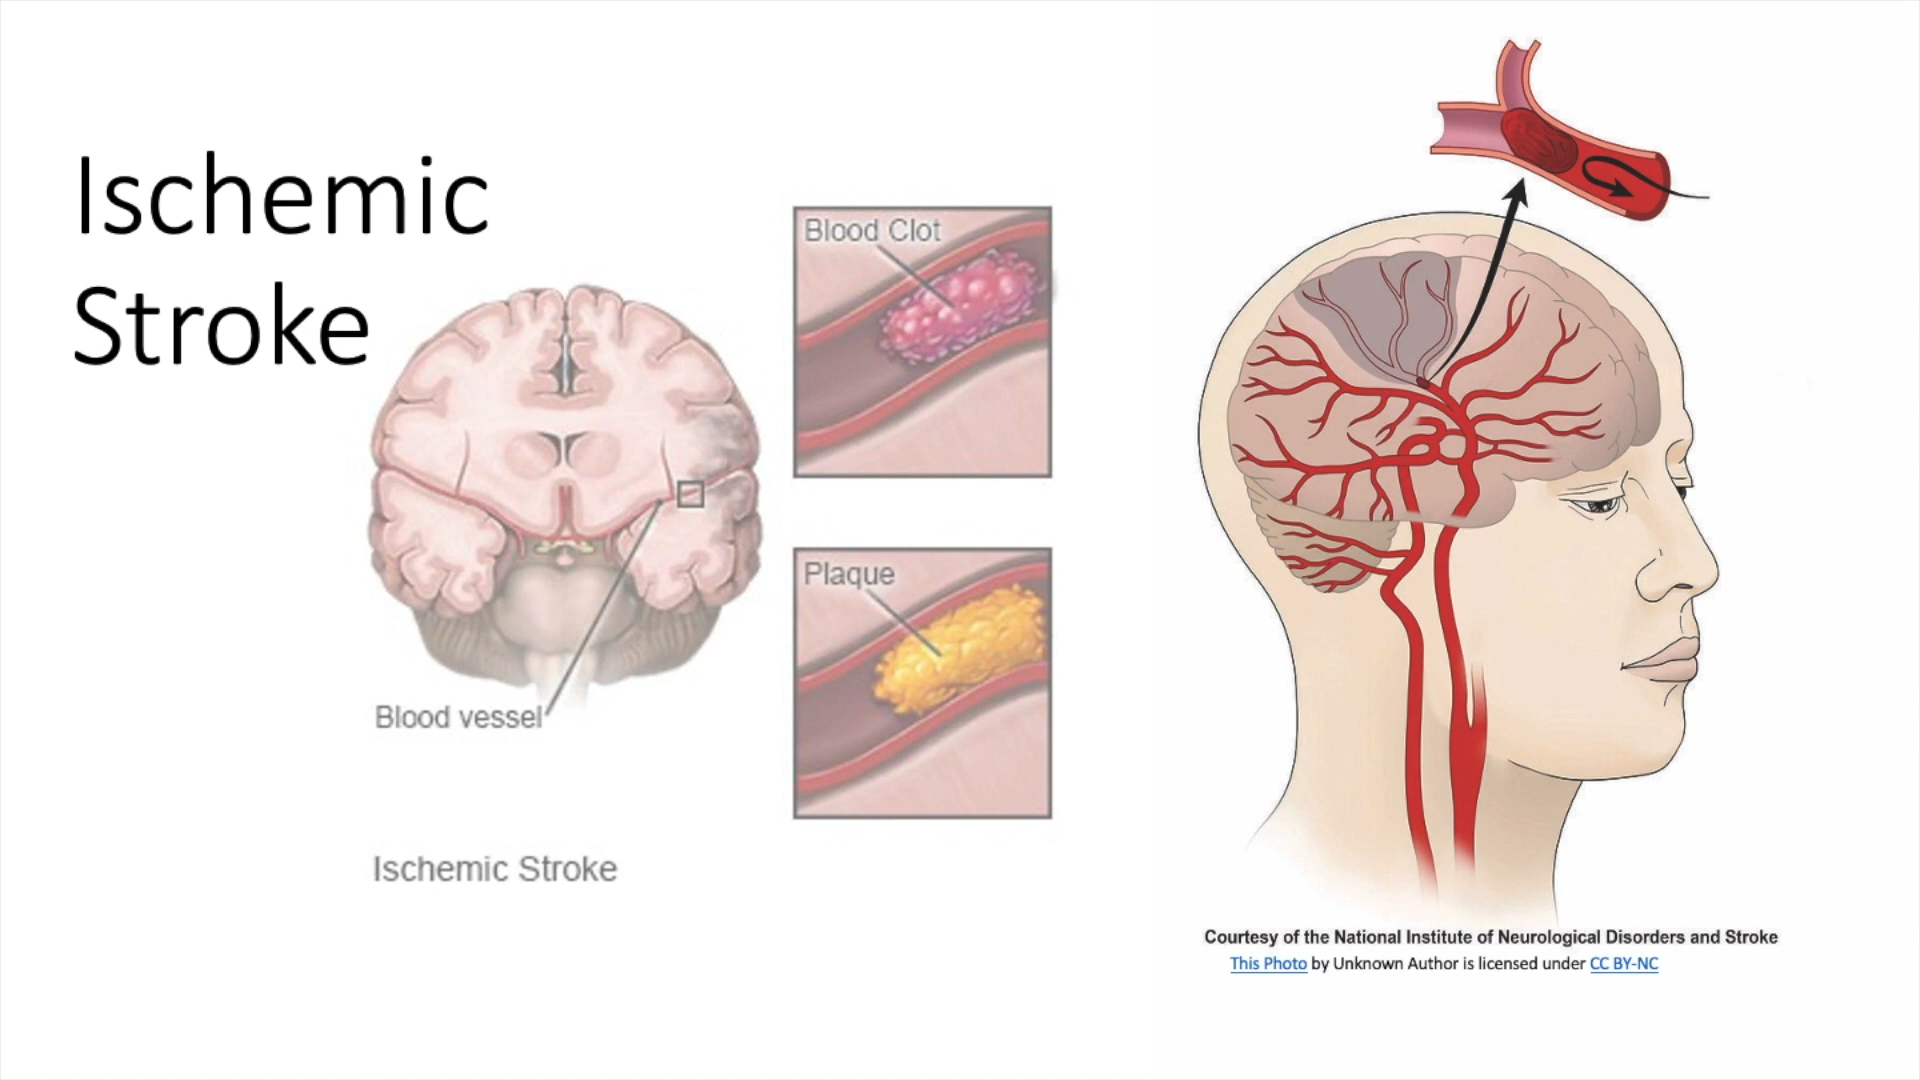 Ischemic
Stroke
Blood Clot
Plaque
Blood vessel
Ischemic Stroke
Courtesy of the National Institute of Neurological Disorders and Stroke
This Photo by Unknown Author is licensed under CC BY-NC